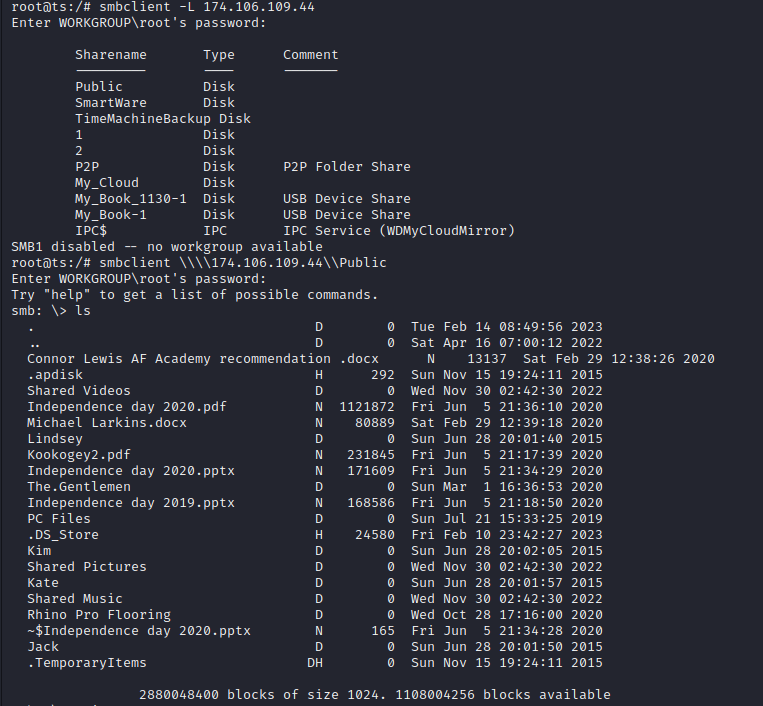 root@ts:/# smbclient -L 174.106.109.44
Enter WORKGROUP\root's password:
Sharename Type Comment
--------- ---- -------
Public Disk
SmartWare Disk
TimeMachineBackup Disk
1 Disk
2 Disk
P2P Disk P2P Folder Share
My_Cloud Disk
My_Book_1130-1 Disk USB Device Share
My_Book-1 Disk USB Device Share
IPC$ IPC IPC Service (WDMyCloudMirror)
SMB1 disabled -- no workgroup available
root@ts:/# smbclient \\\\174.106.109.44\\Public
Enter WORKGROUP\root's password:
Try "help" to get a list of possible commands.
smb: \> ls
. D 0 Tue Feb 14 08:49:56 2023
.. D 0 Sat Apr 16 07:00:12 2022
Connor Lewis AF Academy recommendation .docx N 13137 Sat Feb 29 12:38:26 2020
.apdisk H 292 Sun Nov 15 19:24:11 2015
Shared Videos D 0 Wed Nov 30 02:42:30 2022
Independence day 2020.pdf N 1121872 Fri Jun 5 21:36:10 2020
Michael Larkins.docx N 80889 Sat Feb 29 12:39:18 2020
Lindsey D 0 Sun Jun 28 20:01:40 2015
Kookogey2.pdf N 231845 Fri Jun 5 21:17:39 2020
Independence day 2020.pptx N 171609 Fri Jun 5 21:34:29 2020
The.Gentlemen D 0 Sun Mar 1 16:36:53 2020
Independence day 2019.pptx N 168586 Fri Jun 5 21:18:50 2020
PC Files D 0 Sun Jul 21 15:33:25 2019
.DS_Store H 24580 Fri Feb 10 23:42:27 2023
Kim D 0 Sun Jun 28 20:02:05 2015
Shared Pictures D 0 Wed Nov 30 02:42:30 2022
Kate D 0 Sun Jun 28 20:01:57 2015
Shared Music D 0 Wed Nov 30 02:42:30 2022
Rhino Pro Flooring D 0 Wed Oct 28 17:16:00 2020
~$Independence day 2020.pptx N 165 Fri Jun 5 21:34:28 2020
Jack D 0 Sun Jun 28 20:01:50 2015
.TemporaryItems DH 0 Sun Nov 15 19:24:11 2015
2880048400 blocks of size 1024. 1108004256 blocks available